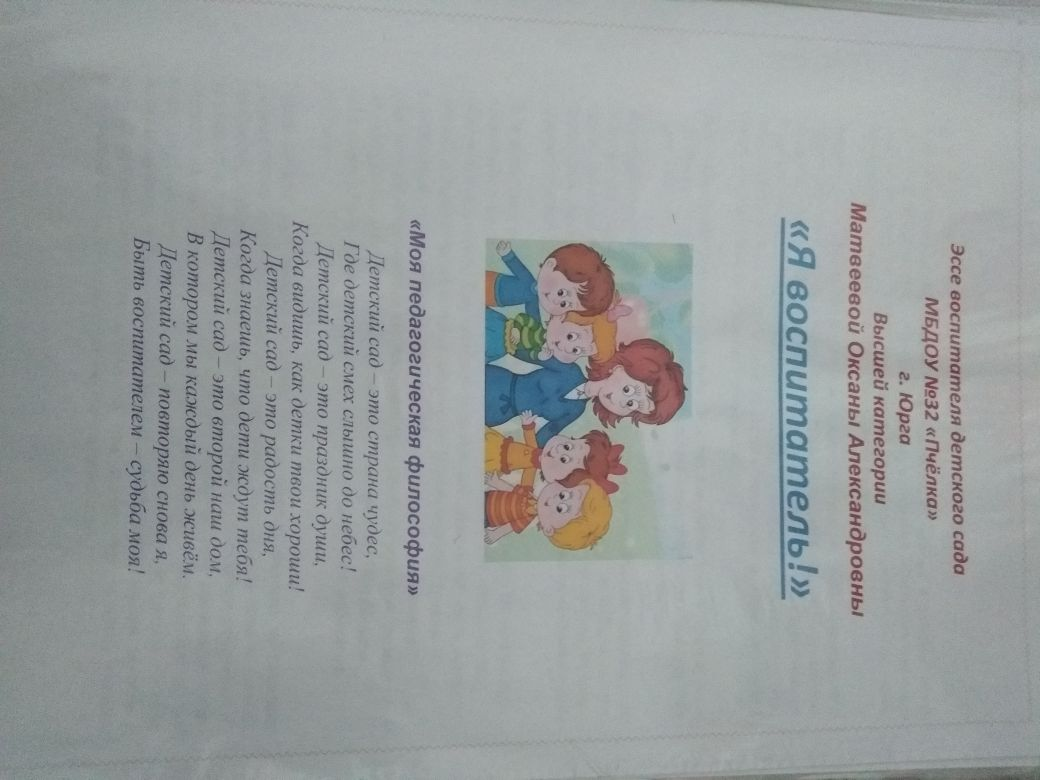 Эссе воспитателя детского сада
МБДОУ №32 «Пчёлка»
г. Юрга
Высшей категории
Матвеевой Оксаны Александровны
«Я воспитатель!»
«Моя педагогическая философия»
Детский сад – это страна чудес,
Где детский смех слышно до небес!
Детский сад – это праздник души,
Когда видишь, как детки твои хороши!
Детский сад – это радость дня,
Когда знаешь, что дети ждут тебя!
Детский сад – это второй наш дом,
В котором мы каждый день живём.
Детский сад – повторяю снова я,
Быть воспитателем – судьба моя!